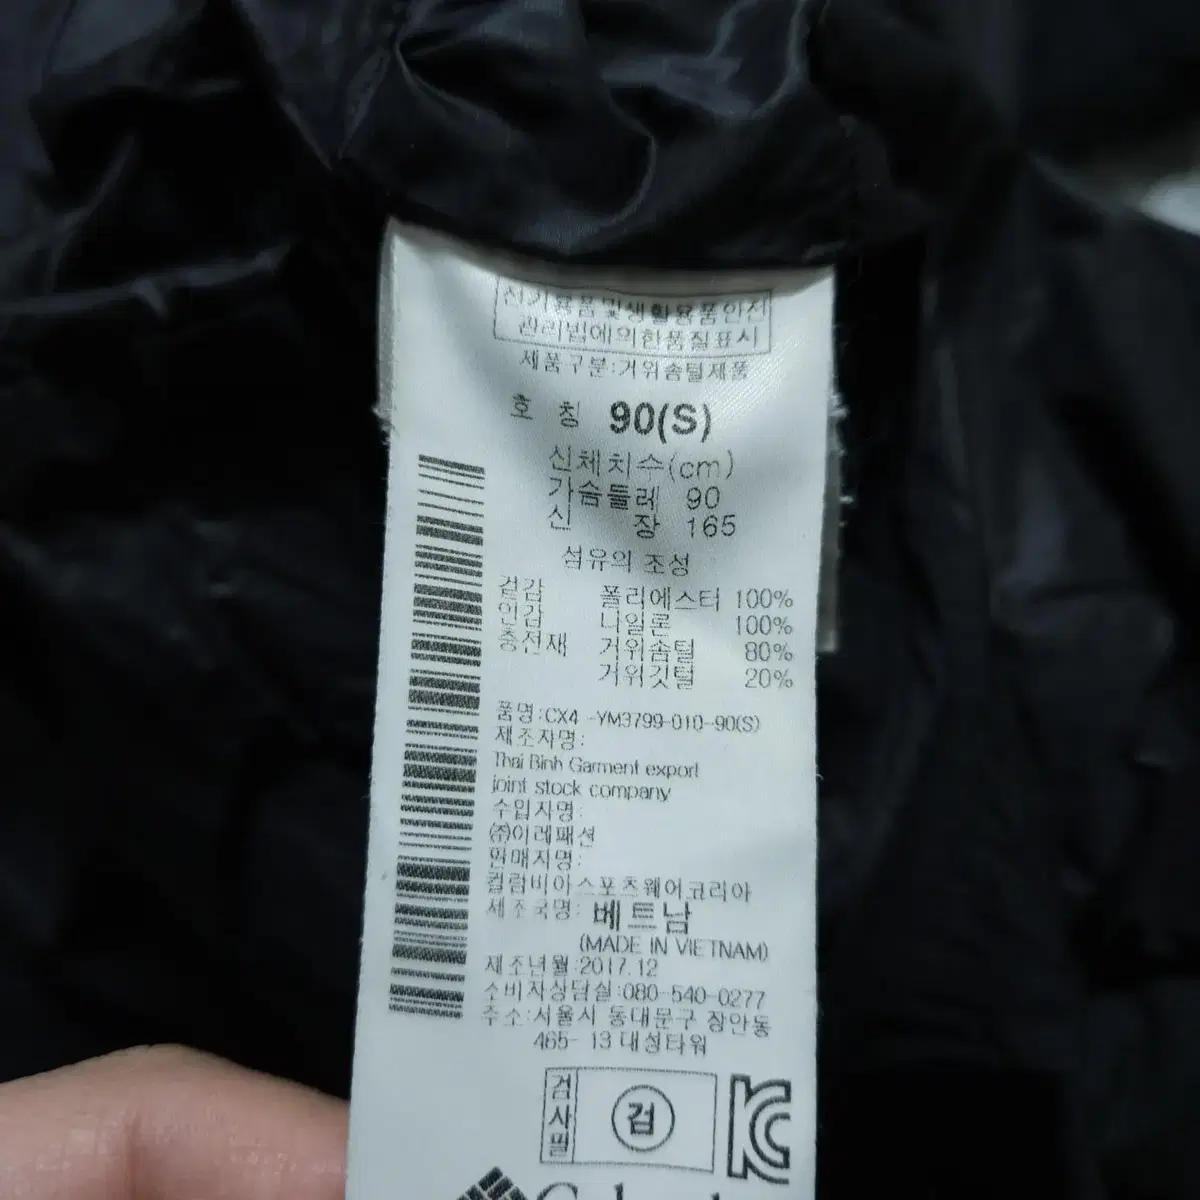 전기용품및생활용품안전
관리법에의한품질표시
제품구분:거위솜털제품
호 칭 90(S)
신체치수(cm)
가슴둘레 90
신 장 165
섬유의 조성
겉감 폴리에스터 100%
안감 나일론 100%
충전재 거위솜털 80%
거위깃털 20%
품명:CX4 -YM3799-010-90(S)
제조자명:
Thai Binh Garment export
joint stock company
수입자명:
㈜이레패션
판매자명:
컬럼비아스포츠웨어코리아
제조국명: 베트남
(MADE IN VIETNAM)
제조년월:2017.12
소비자상담실:080-540-0277
주소:서울시 동대문구 장안동
465- 13 대성타워
검사필
검
KC